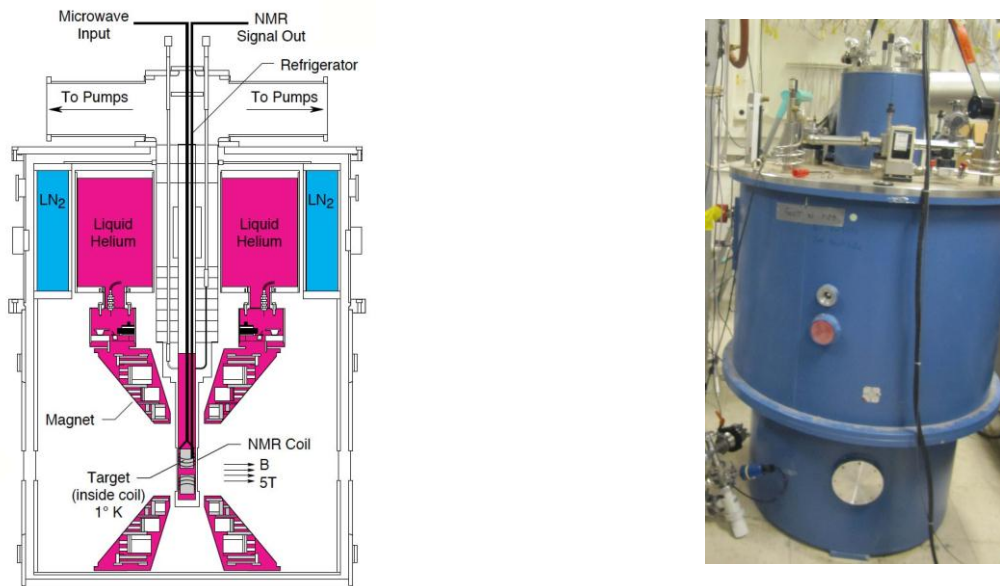 Microwave
Input
NMR
Signal Out
Refrigerator
To Pumps
To Pumps
LN2
Liquid
Helium
Liquid
Helium
LN2
Magnet
NMR Coil
Target
(inside coil)
1° K
B
5T